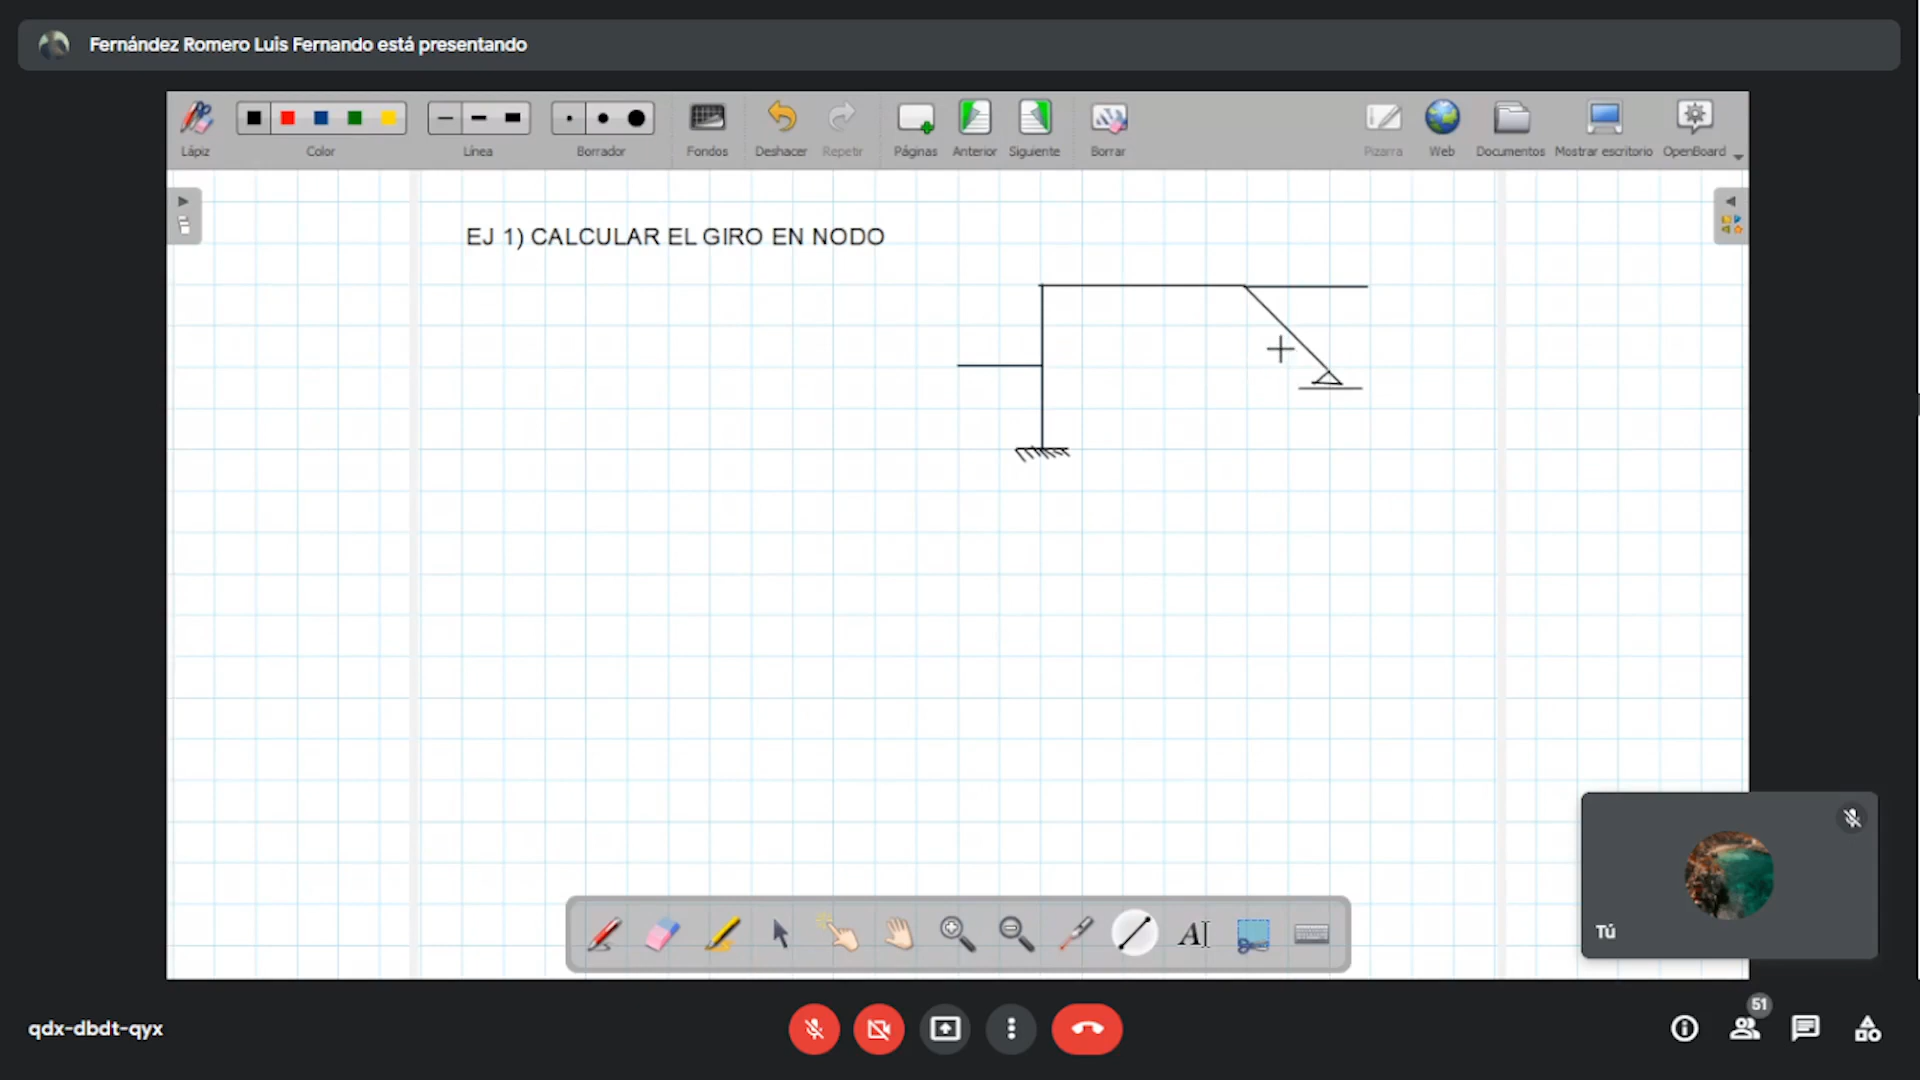 Fernández Romero Luis Fernando está presentando
Lápiz
Color
Línea
Borrador
Fondos
Deshacer
Repetir
Páginas
Anterior
Siguiente
Borrar
Pizarra
Web
Documentos
Mostrar escritorio
OpenBoard
EJ 1) CALCULAR EL GIRO EN NODO
A
Tú
qdx-dbdt-qyx
51